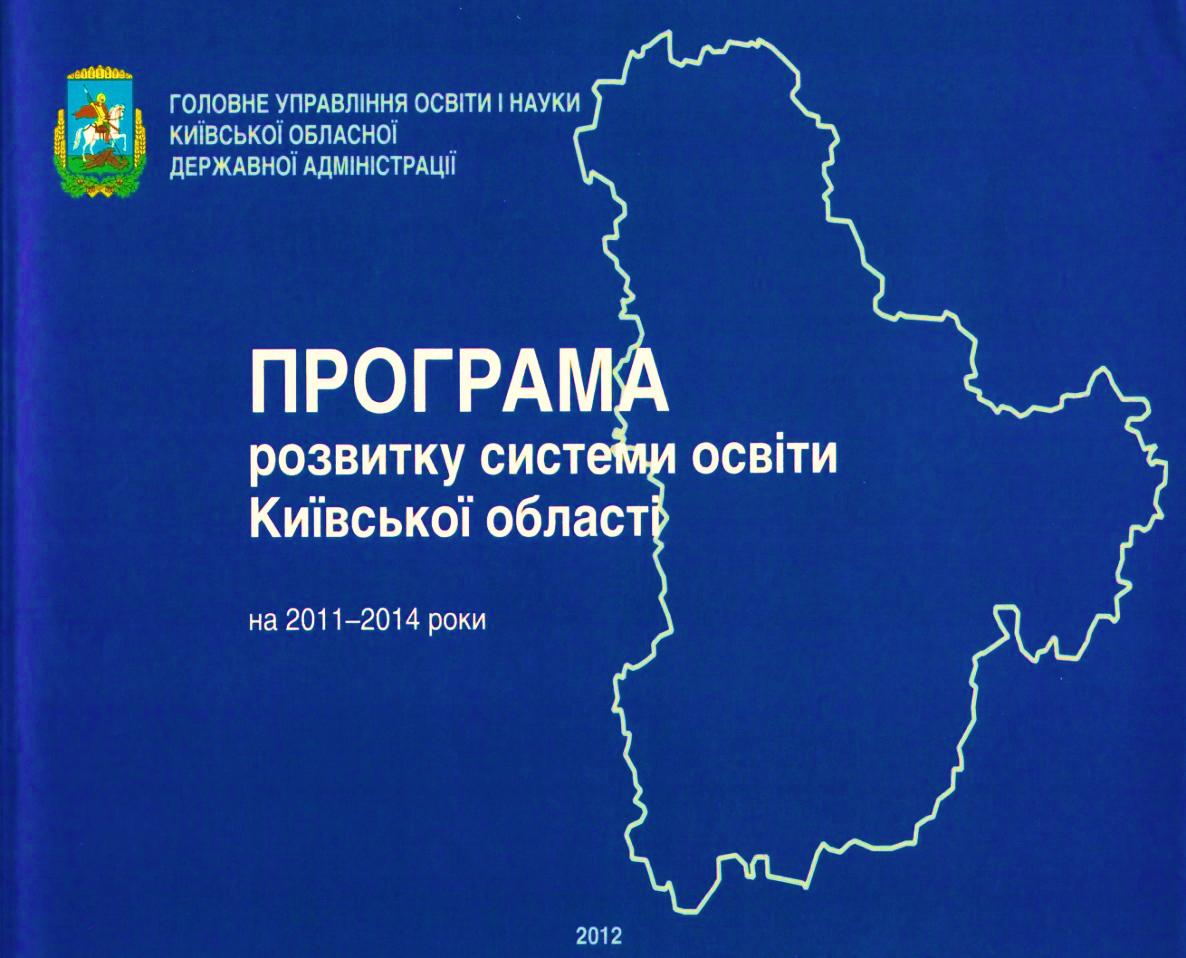 ГОЛОВНЕ УПРАВЛІННЯ ОСВІТИ І НАУКИ
КИЇВСЬКОЇ ОБЛАСНОЇ
ДЕРЖАВНОЇ АДМІНІСТРАЦІЇ
ПРОГРАМА
розвитку системи освіти
Київської області
на 2011–2014 роки
2012